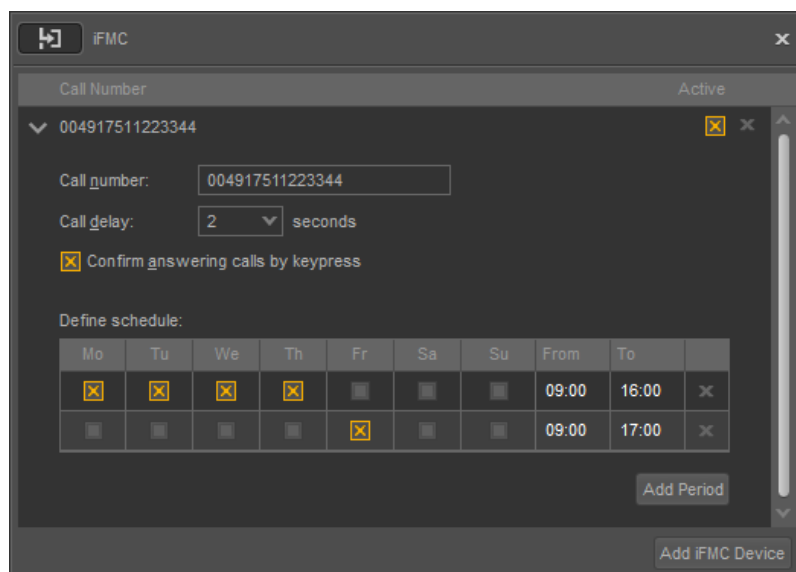 iFMC
Call Number Active
004917511223344
Call number: 004917511223344
Call delay: 2 seconds
Confirm answering calls by keypress
Define schedule:
Mo Tu We Th Fr Sa Su From To
09:00 16:00
09:00 17:00
Add Period
Add iFMC Device